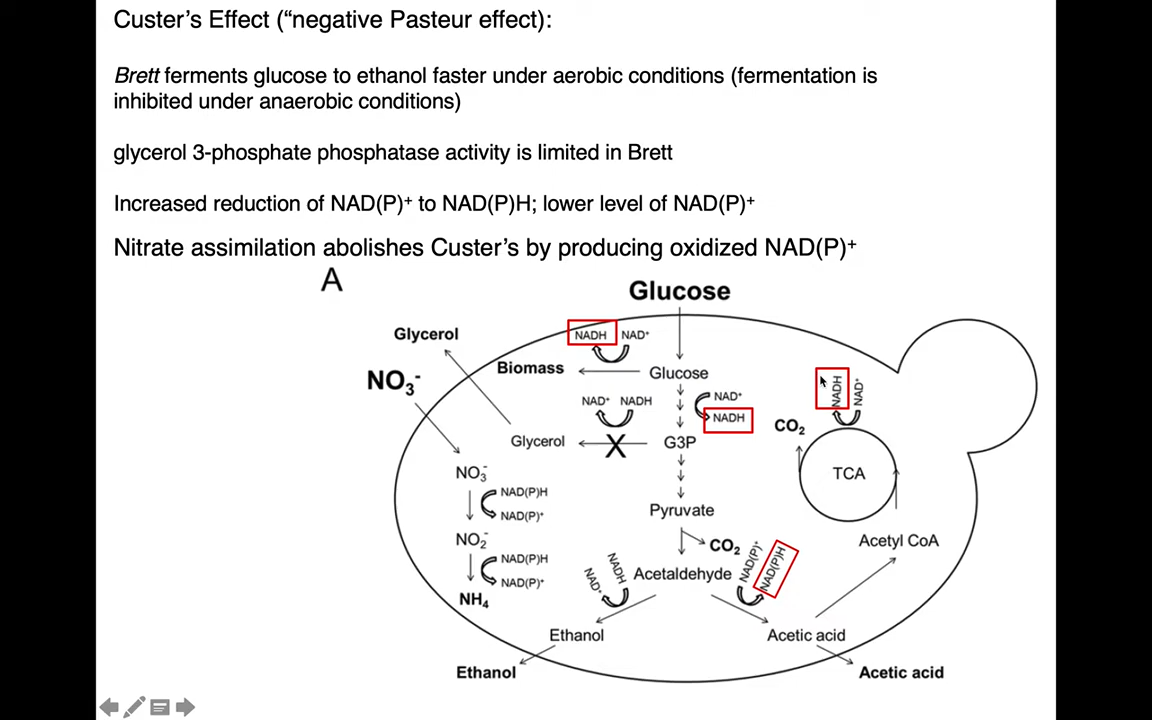 Custer's Effect (“negative Pasteur effect):
Brett ferments glucose to ethanol faster under aerobic conditions (fermentation is
inhibited under anaerobic conditions)
glycerol 3-phosphate phosphatase activity is limited in Brett
Increased reduction of NAD(P)⁺ to NAD(P)H; lower level of NAD(P)⁺
Nitrate assimilation abolishes Custer's by producing oxidized NAD(P)⁺
A
Glucose
Glycerol
NADH NAD⁺
Biomass
Glucose
NO₃⁻
NAD⁺ NADH
NAD⁺
NADH
NADH
NAD⁺
CO₂
Glycerol
X
G3P
TCA
NO₃⁻
NAD(P)H
NAD(P)⁺
Pyruvate
NO₂⁻
CO₂
Acetyl CoA
NAD(P)H
NAD(P)⁺
NADH
NAD⁺
Acetaldehyde
NAD(P)⁺
NAD(P)H
NH₄
Ethanol
Acetic acid
Ethanol
Acetic acid